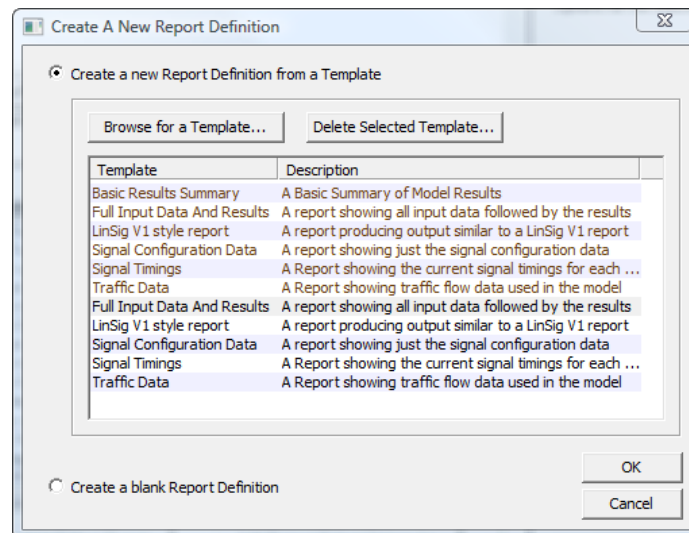 Create A New Report Definition
Create a new Report Definition from a Template
Browse for a Template... Delete Selected Template...
Template Description
Basic Results Summary A Basic Summary of Model Results
Full Input Data And Results A report showing all input data followed by the results
LinSig V1 style report A report producing output similar to a LinSig V1 report
Signal Configuration Data A report showing just the signal configuration data
Signal Timings A Report showing the current signal timings for each ...
Traffic Data A Report showing traffic flow data used in the model
Full Input Data And Results A report showing all input data followed by the results
LinSig V1 style report A report producing output similar to a LinSig V1 report
Signal Configuration Data A report showing just the signal configuration data
Signal Timings A Report showing the current signal timings for each ...
Traffic Data A Report showing traffic flow data used in the model
OK
Create a blank Report Definition
Cancel